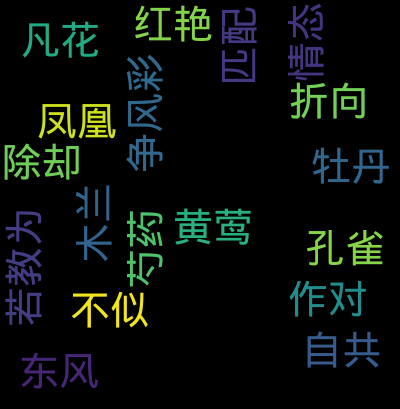 凡花
红艳
匹配
情态
争风彩
折向
凤凰
除却
牡丹
木兰
芍药
黄莺
若教为
孔雀
不似
作对
自共
东风